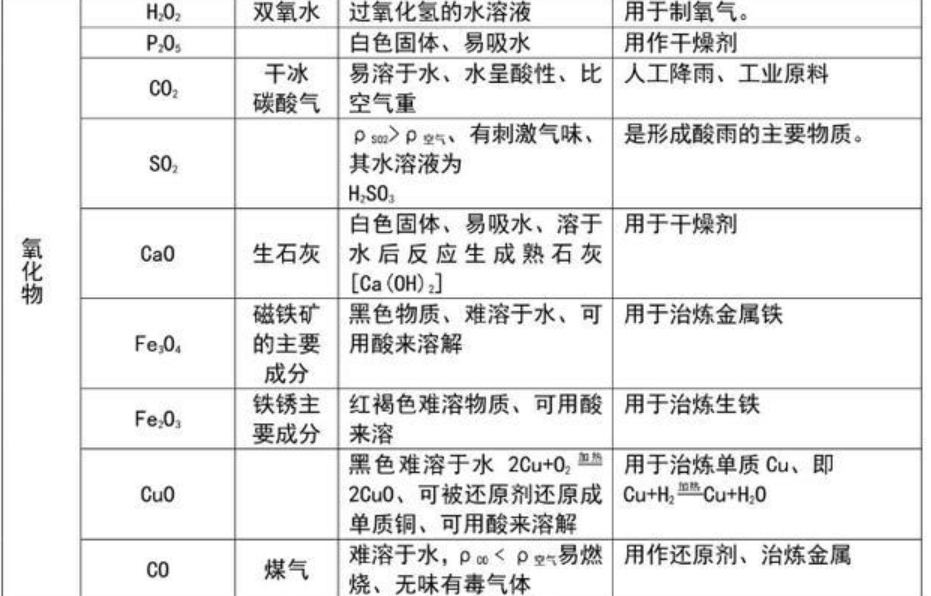 氧化物
H₂O₂ 双氧水 过氧化氢的水溶液 用于制氧气。
P₂O₅ 白色固体、易吸水 用作干燥剂
CO₂ 干冰 易溶于水、水呈酸性、比 人工降雨、工业原料
碳酸气 空气重
SO₂ ρSO2>ρ空气、有刺激气味、 是形成酸雨的主要物质。
其水溶液为
H₂SO₃
CaO 生石灰 白色固体、易吸水、溶于 用于干燥剂
水后反应生成熟石灰
[Ca(OH)₂]
Fe₃O₄ 磁铁矿 黑色物质、难溶于水、可 用于治炼金属铁
的主要 用酸来溶解
成分
Fe₂O₃ 铁锈主 红褐色难溶物质、可用酸 用于治炼生铁
要成分 来溶
CuO 黑色难溶于水 2Cu+O₂加热 用于治炼单质 Cu、即
2CuO、可被还原剂还原成 Cu+H₂加热Cu+H₂O
单质铜、可用酸来溶解
CO 煤气 难溶于水,ρCO<ρ空气易燃 用作还原剂、治炼金属
烧、无味有毒气体